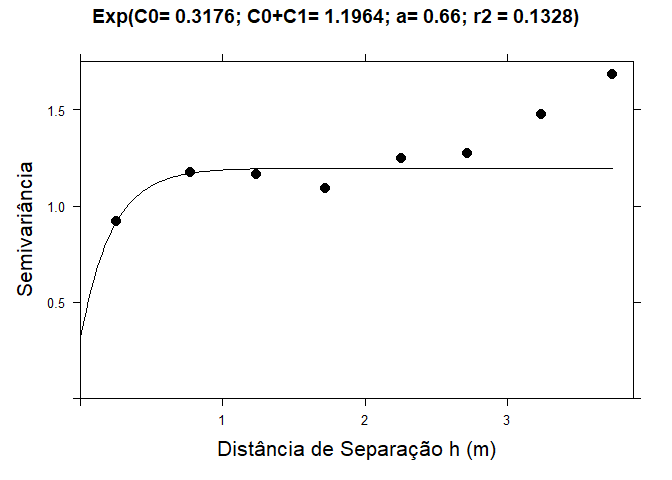 Exp(C0= 0.3176; C0+C1= 1.1964; a= 0.66; r2 = 0.1328)
Semivariância
1.5
1.0
0.5
1
2
3
Distância de Separação h (m)